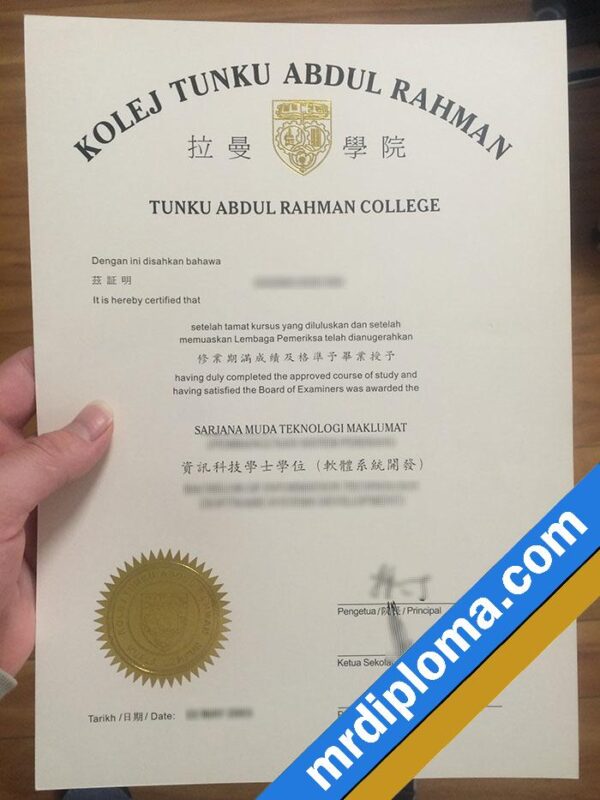 KOLEJ TUNKU ABDUL RAHMAN
拉曼 學院
TUNKU ABDUL RAHMAN COLLEGE
Dengan ini disahkan bahawa
茲証明
It is hereby certified that
setelah tamat kursus yang diluluskan dan setelah
memuaskan Lembaga Pemeriksa telah dianugerahkan
修業期滿成績及格準予畢業授予
having duly completed the approved course of study and
having satisfied the Board of Examiners was awarded the
SARJANA MUDA TEKNOLOGI MAKLUMAT
資訊科技學士學位（軟體系統開發）
Pengetua /院長/ Principal
Ketua
Tarikh /日期/ Date:
mrdiploma.com